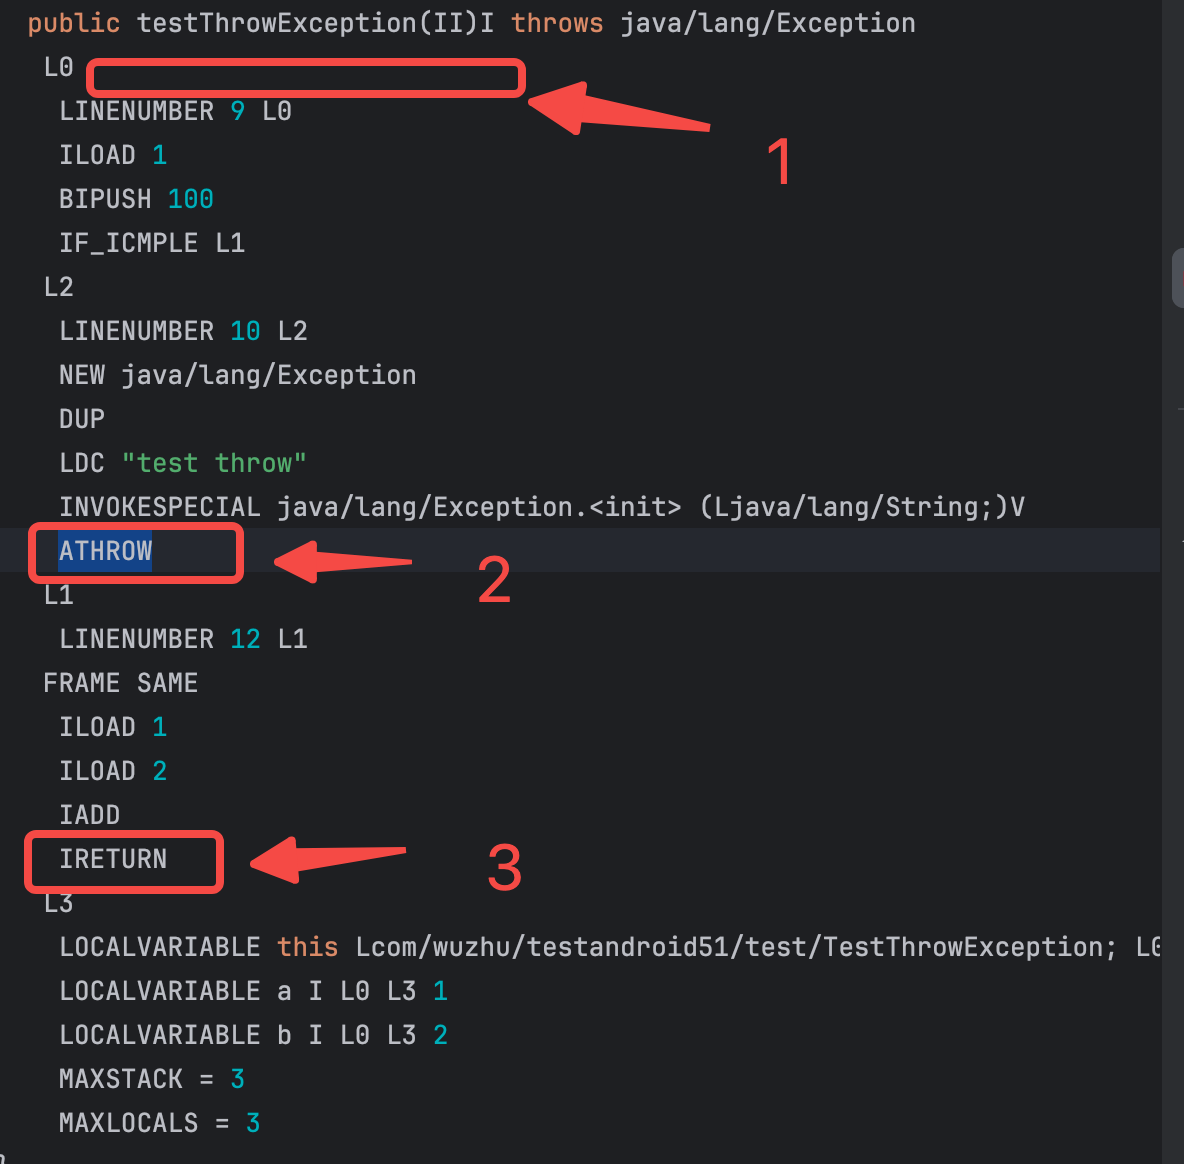 public testThrowException(II)I throws java/lang/Exception
L0
LINENUMBER 9 L0
1
ILOAD 1
BIPUSH 100
IF_ICMPLE L1
L2
LINENUMBER 10 L2
NEW java/lang/Exception
DUP
LDC "test throw"
INVOKESPECIAL java/lang/Exception.<init> (Ljava/lang/String;)V
ATHROW
2
L1
LINENUMBER 12 L1
FRAME SAME
ILOAD 1
ILOAD 2
IADD
IRETURN
3
L3
LOCALVARIABLE this Lcom/wuzhu/testandroid51/test/TestThrowException; L0
LOCALVARIABLE a I L0 L3 1
LOCALVARIABLE b I L0 L3 2
MAXSTACK = 3
MAXLOCALS = 3